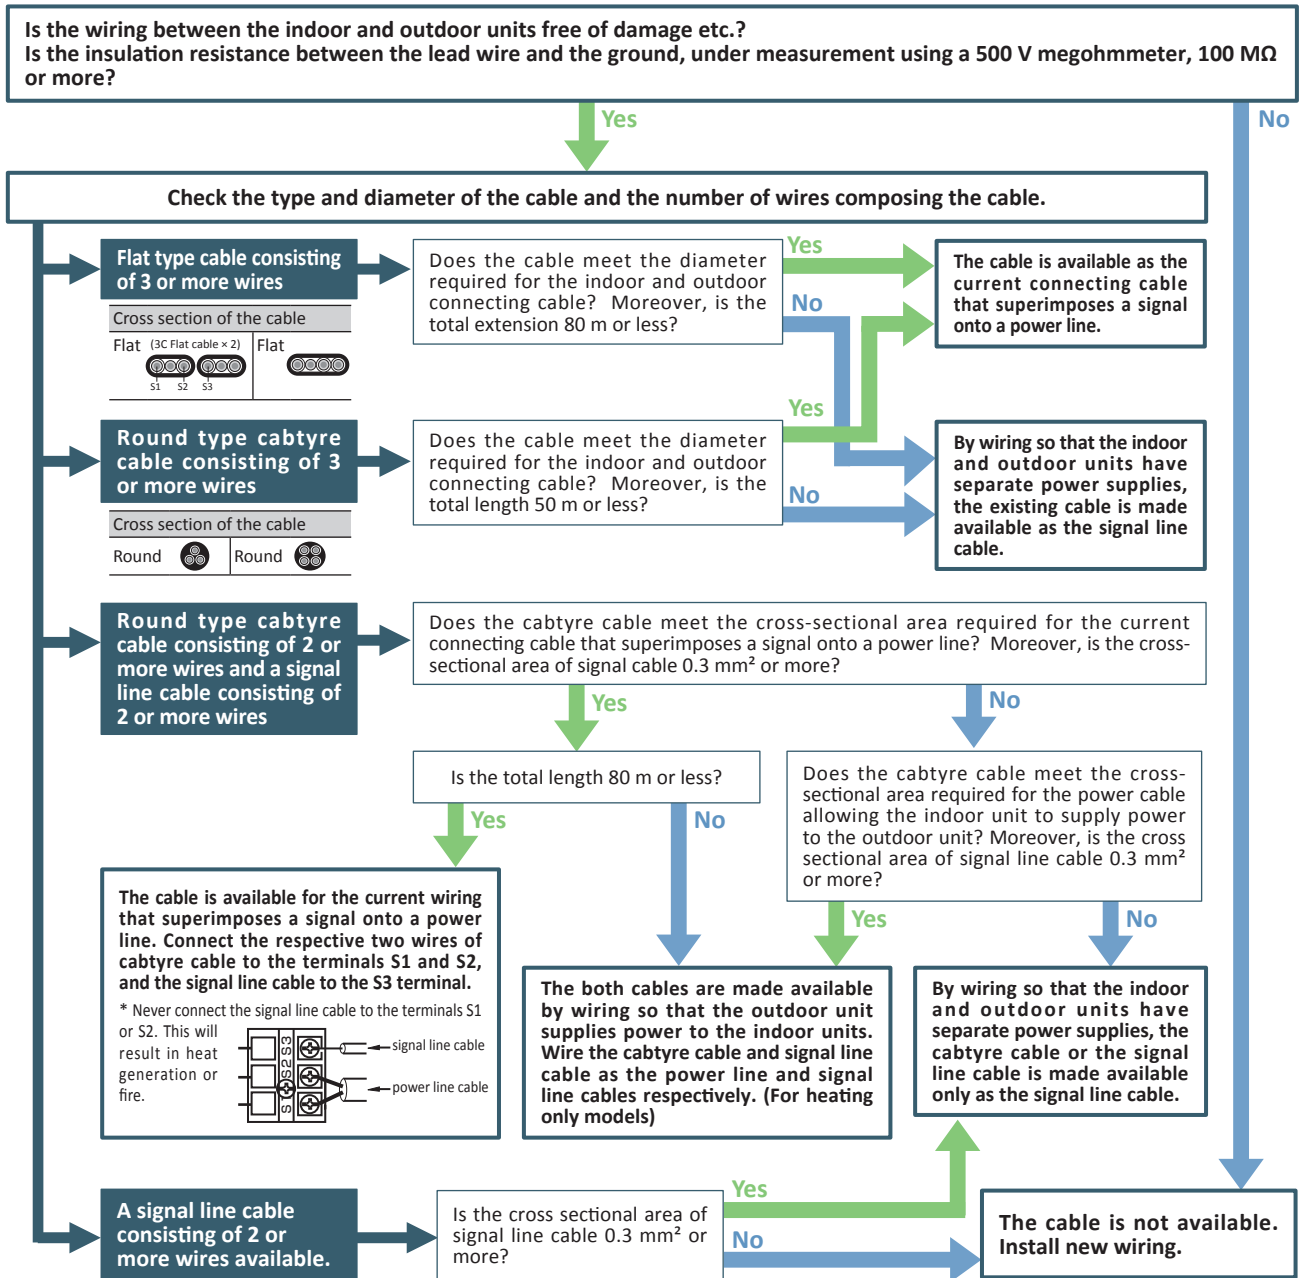 Is the wiring between the indoor and outdoor units free of damage etc.?
Is the insulation resistance between the lead wire and the ground, under measurement using a 500 V megohmmeter, 100 MΩ
or more?
Yes
No
Check the type and diameter of the cable and the number of wires composing the cable.
Flat type cable consisting
of 3 or more wires
Cross section of the cable
Flat (3C Flat cable × 2) Flat
S1 S2 S3
Does the cable meet the diameter
required for the indoor and outdoor
connecting cable? Moreover, is the
total extension 80 m or less?
Yes
No
The cable is available as the
current connecting cable
that superimposes a signal
onto a power line.
Round type cabtyre
cable consisting of 3
or more wires
Cross section of the cable
Round Round
Does the cable meet the diameter
required for the indoor and outdoor
connecting cable? Moreover, is the
total length 50 m or less?
Yes
No
By wiring so that the indoor
and outdoor units have
separate power supplies,
the existing cable is made
available as the signal line
cable.
Round type cabtyre
cable consisting of 2 or
more wires and a signal
line cable consisting of
2 or more wires
Does the cabtyre cable meet the cross-sectional area required for the current
connecting cable that superimposes a signal onto a power line? Moreover, is the cross-
sectional area of signal cable 0.3 mm² or more?
Yes
No
Is the total length 80 m or less?
Yes
No
Does the cabtyre cable meet the cross-
sectional area required for the power cable
allowing the indoor unit to supply power
to the outdoor unit? Moreover, is the cross
sectional area of signal line cable 0.3 mm²
or more?
Yes
No
The cable is available for the current wiring
that superimposes a signal onto a power
line. Connect the respective two wires of
cabtyre cable to the terminals S1 and S2,
and the signal line cable to the S3 terminal.
* Never connect the signal line cable to the terminals S1
or S2. This will
result in heat
generation or
fire.
S1 S2 S3
signal line cable
power line cable
The both cables are made available
by wiring so that the outdoor unit
supplies power to the indoor units.
Wire the cabtyre cable and signal line
cable as the power line and signal
line cables respectively. (For heating
only models)
By wiring so that the indoor
and outdoor units have
separate power supplies, the
cabtyre cable or the signal
line cable is made available
only as the signal line cable.
A signal line cable
consisting of 2 or
more wires available.
Is the cross sectional area of
signal line cable 0.3 mm² or
more?
Yes
No
The cable is not available.
Install new wiring.